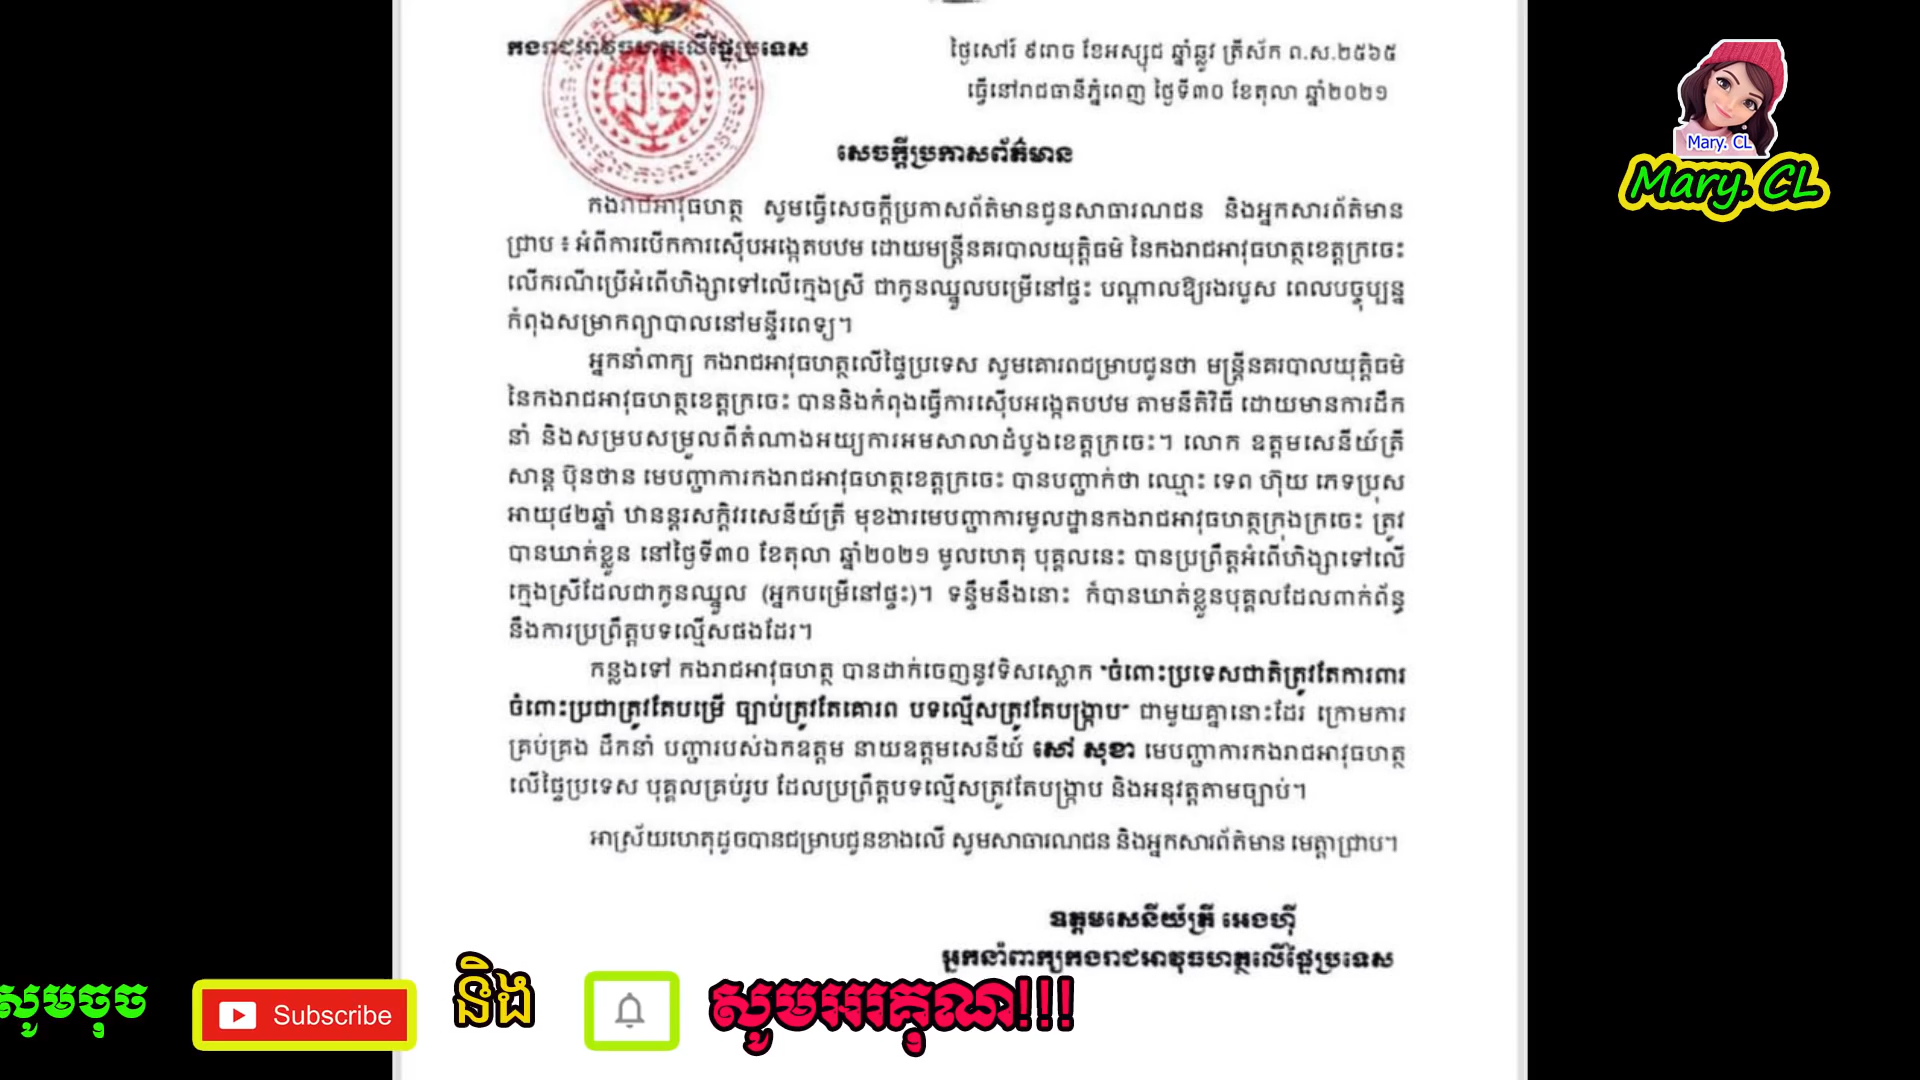 កងរាជអាវុធហត្ថលើផ្ទៃប្រទេស
ថ្ងៃសៅរ៍ ៩រោច ខែអស្សុជ ឆ្នាំឆ្លូវ ត្រីស័ក ព.ស.២៥៦៥
ធ្វើនៅរាជធានីភ្នំពេញ ថ្ងៃទី៣០ ខែតុលា ឆ្នាំ២០២១
សេចក្ដីប្រកាសព័ត៌មាន
កងរាជអាវុធហត្ថ សូមធ្វើសេចក្ដីប្រកាសព័ត៌មានជូនសាធារណជន និងអ្នកសារព័ត៌មាន
ជ្រាប ៖ អំពីការបើកការស៊ើបអង្កេតបឋម ដោយមន្ត្រីនគរបាលយុត្តិធម៌ នៃកងរាជអាវុធហត្ថខេត្តក្រចេះ
លើករណីប្រើអំពើហិង្សាទៅលើក្មេងស្រី ជាកូនឈ្នួលបម្រើនៅផ្ទះ បណ្ដាលឱ្យរងរបួស ពេលបច្ចុប្បន្ន
កំពុងសម្រាកព្យាបាលនៅមន្ទីរពេទ្យ។
អ្នកនាំពាក្យ កងរាជអាវុធហត្ថលើផ្ទៃប្រទេស សូមគោរពជម្រាបជូនថា មន្ត្រីនគរបាលយុត្តិធម៌
នៃកងរាជអាវុធហត្ថខេត្តក្រចេះ បាននិងកំពុងធ្វើការស៊ើបអង្កេតបឋម តាមនីតិវិធី ដោយមានការដឹក
នាំ និងសម្របសម្រួលពីតំណាងអយ្យការអមសាលាដំបូងខេត្តក្រចេះ។ លោក ឧត្តមសេនីយ៍ត្រី
សាន្ត ប៊ុនថាន មេបញ្ជាការកងរាជអាវុធហត្ថខេត្តក្រចេះ បានបញ្ជាក់ថា ឈ្មោះ ទេព ហ៊ុយ ភេទប្រុស
អាយុ៤២ឆ្នាំ ឋានន្តរសក្ដិវរសេនីយ៍ត្រី មុខងារមេបញ្ជាការមូលដ្ឋានកងរាជអាវុធហត្ថក្រុងក្រចេះ ត្រូវ
បានឃាត់ខ្លួន នៅថ្ងៃទី៣០ ខែតុលា ឆ្នាំ២០២១ មូលហេតុ បុគ្គលនេះ បានប្រព្រឹត្តអំពើហិង្សាទៅលើ
ក្មេងស្រីដែលជាកូនឈ្នួល (អ្នកបម្រើនៅផ្ទះ)។ ទន្ទឹមនឹងនោះ ក៏បានឃាត់ខ្លួនបុគ្គលដែលពាក់ព័ន្ធ
នឹងការប្រព្រឹត្តបទល្មើសផងដែរ។
កន្លងទៅ កងរាជអាវុធហត្ថ បានដាក់ចេញនូវទិសស្លោក "ចំពោះប្រទេសជាតិត្រូវតែការពារ
ចំពោះប្រជាត្រូវតែបម្រើ ច្បាប់ត្រូវតែគោរព បទល្មើសត្រូវតែបង្ក្រាប" ជាមួយគ្នានោះដែរ ក្រោមការ
គ្រប់គ្រង ដឹកនាំ បញ្ជារបស់ឯកឧត្តម នាយឧត្តមសេនីយ៍ សៅ សុខា មេបញ្ជាការកងរាជអាវុធហត្ថ
លើផ្ទៃប្រទេស បុគ្គលគ្រប់រូប ដែលប្រព្រឹត្តបទល្មើសត្រូវតែបង្ក្រាប និងអនុវត្តតាមច្បាប់។
អាស្រ័យហេតុដូចបានជម្រាបជូនខាងលើ សូមសាធារណជន និងអ្នកសារព័ត៌មាន មេត្តាជ្រាប។
ឧត្តមសេនីយ៍ត្រី អេងហ៊ី
អ្នកនាំពាក្យកងរាជអាវុធហត្ថលើផ្ទៃប្រទេស
Mary. CL
Mary. CL
សូមចុច
Subscribe
និង
សូមអរគុណ!!!